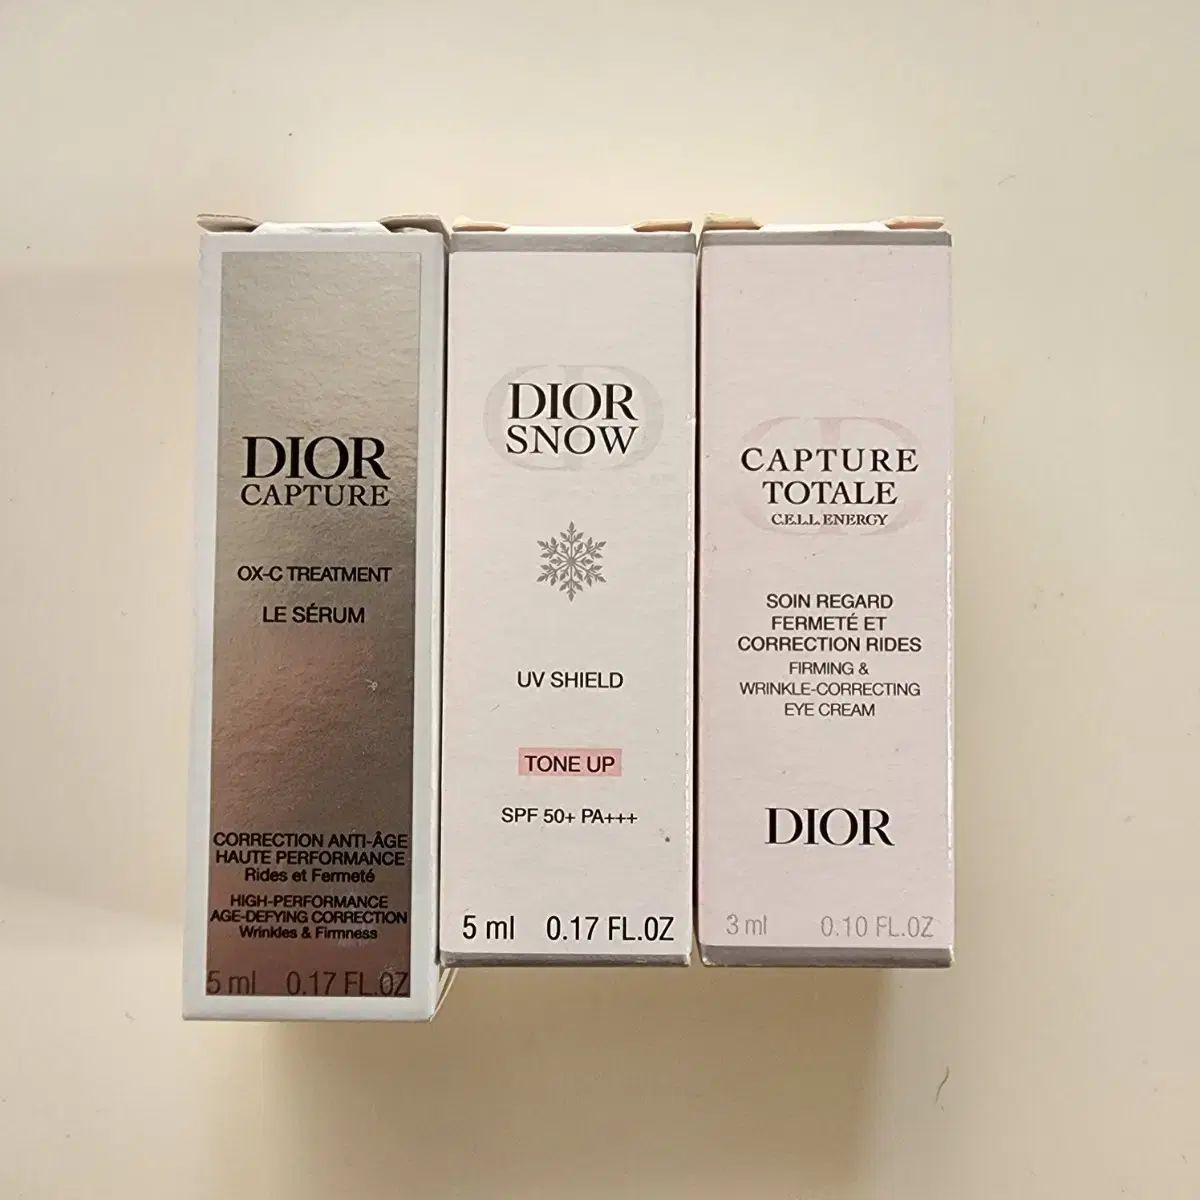 DIOR
CAPTURE
OX-C TREATMENT
LE SÉRUM
CORRECTION ANTI-ÂGE
HAUTE PERFORMANCE
Rides et Fermeté
HIGH-PERFORMANCE
AGE-DEFYING CORRECTION
Wrinkles & Firmness
5 ml 0.17 FL.OZ
DIOR
SNOW
UV SHIELD
TONE UP
SPF 50+ PA+++
5 ml 0.17 FL.OZ
CAPTURE
TOTALE
C.E.L.L. ENERGY
SOIN REGARD
FERMETÉ ET
CORRECTION RIDES
FIRMING &
WRINKLE-CORRECTING
EYE CREAM
DIOR
3 ml 0.10 FL.OZ